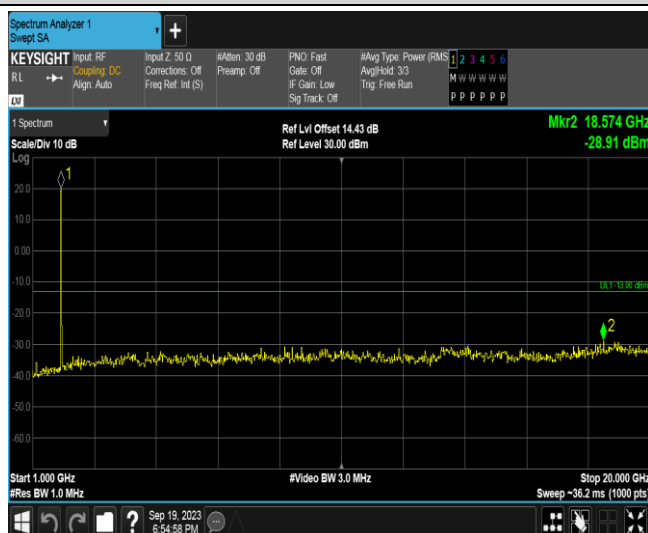 Spectrum Analyzer 1
Swept SA
+
KEYSIGHT
RL
LXI
Input: RF
Coupling: DC
Align: Auto
Input Z: 50 Ω
Corrections: Off
Freq Ref: Int (S)
#Atten: 30 dB
Preamp: Off
PNO: Fast
Gate: Off
IF Gain: Low
Sig Track: Off
#Avg Type: Power (RMS
Avg|Hold: 3/3
Trig: Free Run
1 2 3 4 5 6
M W W W W W
P P P P P P
1 Spectrum
Scale/Div 10 dB
Log
Ref Lvl Offset 14.43 dB
Ref Level 30.00 dBm
Mkr2 18.574 GHz
-28.91 dBm
1
20.0
10.0
0.00
-10.0
DL1 -13.00 dBm
-20.0
2
-30.0
-40.0
-50.0
-60.0
Start 1.000 GHz
#Res BW 1.0 MHz
#Video BW 3.0 MHz
Stop 20.000 GHz
Sweep ~36.2 ms (1000 pts)
?
Sep 19, 2023
6:54:58 PM